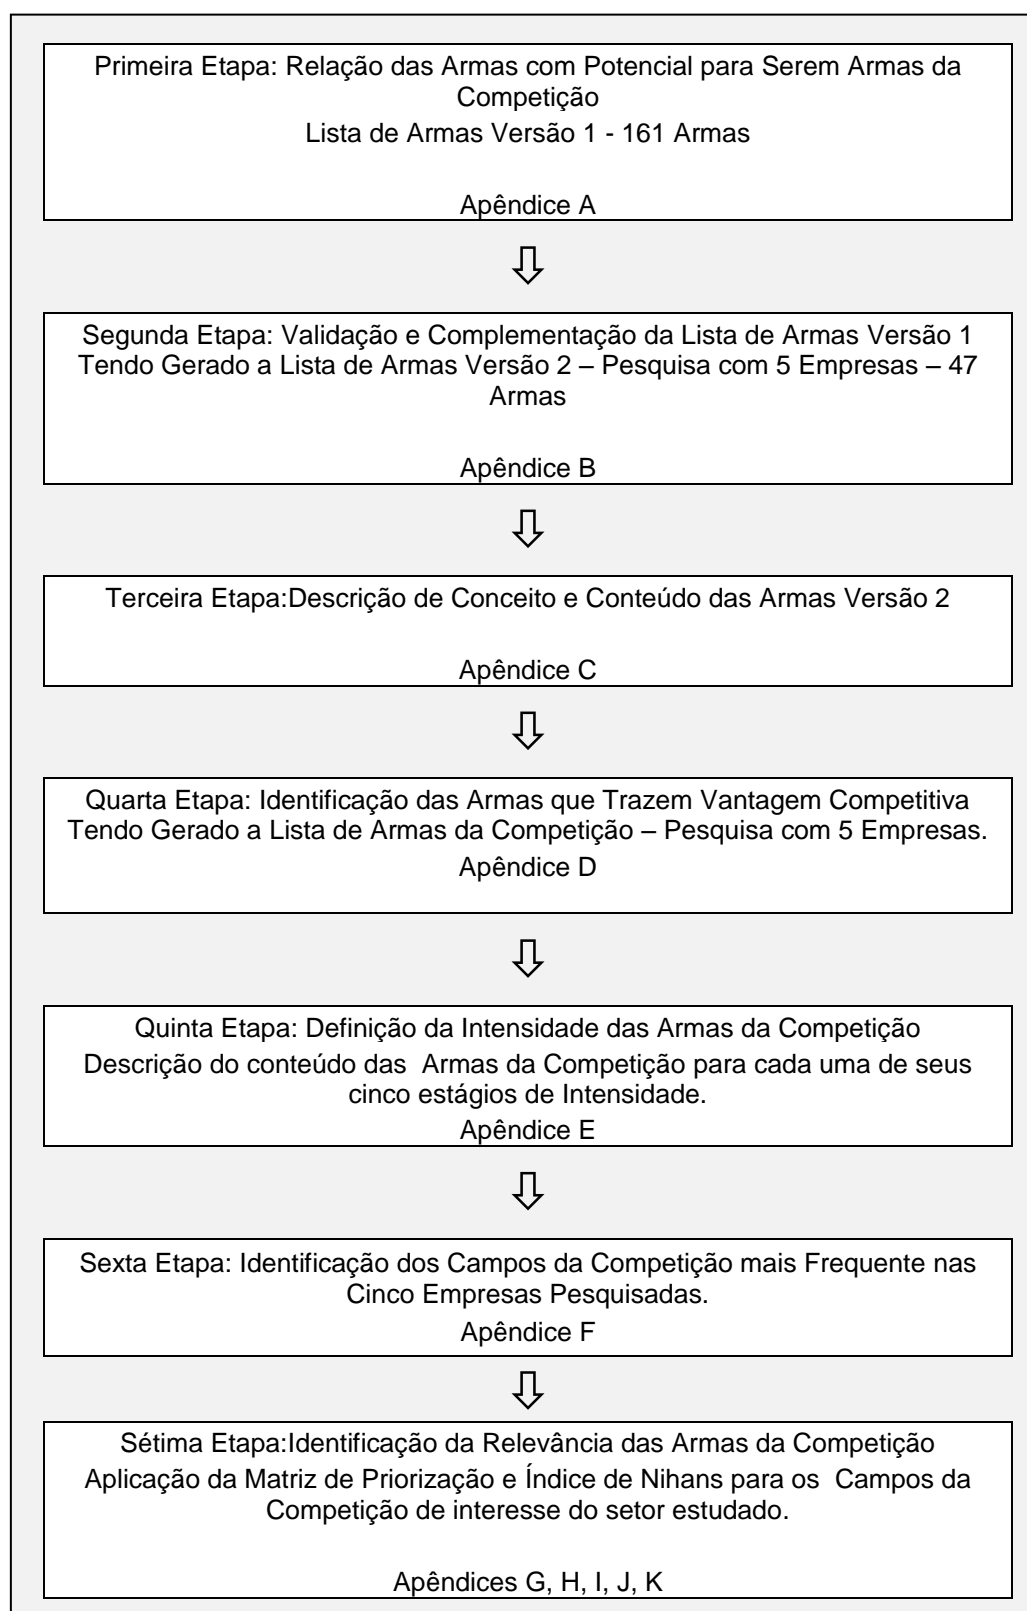 Primeira Etapa: Relação das Armas com Potencial para Serem Armas da
Competição
Lista de Armas Versão 1 - 161 Armas
Apêndice A
Segunda Etapa: Validação e Complementação da Lista de Armas Versão 1
Tendo Gerado a Lista de Armas Versão 2 – Pesquisa com 5 Empresas – 47
Armas
Apêndice B
Terceira Etapa:Descrição de Conceito e Conteúdo das Armas Versão 2
Apêndice C
Quarta Etapa: Identificação das Armas que Trazem Vantagem Competitiva
Tendo Gerado a Lista de Armas da Competição – Pesquisa com 5 Empresas.
Apêndice D
Quinta Etapa: Definição da Intensidade das Armas da Competição
Descrição do conteúdo das Armas da Competição para cada uma de seus
cinco estágios de Intensidade.
Apêndice E
Sexta Etapa: Identificação dos Campos da Competição mais Frequente nas
Cinco Empresas Pesquisadas.
Apêndice F
Sétima Etapa:Identificação da Relevância das Armas da Competição
Aplicação da Matriz de Priorização e Índice de Nihans para os Campos da
Competição de interesse do setor estudado.
Apêndices G, H, I, J, K